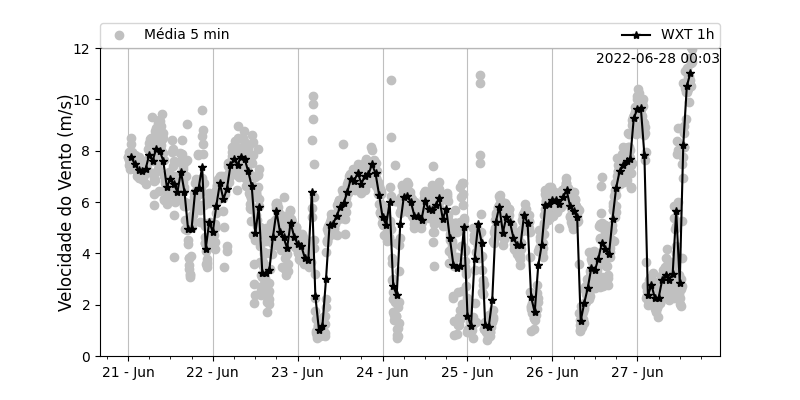 Média 5 min
WXT 1h
2022-06-28 00:03
Velocidade do Vento (m/s)
12
10
8
6
4
2
0
21 - Jun
22 - Jun
23 - Jun
24 - Jun
25 - Jun
26 - Jun
27 - Jun